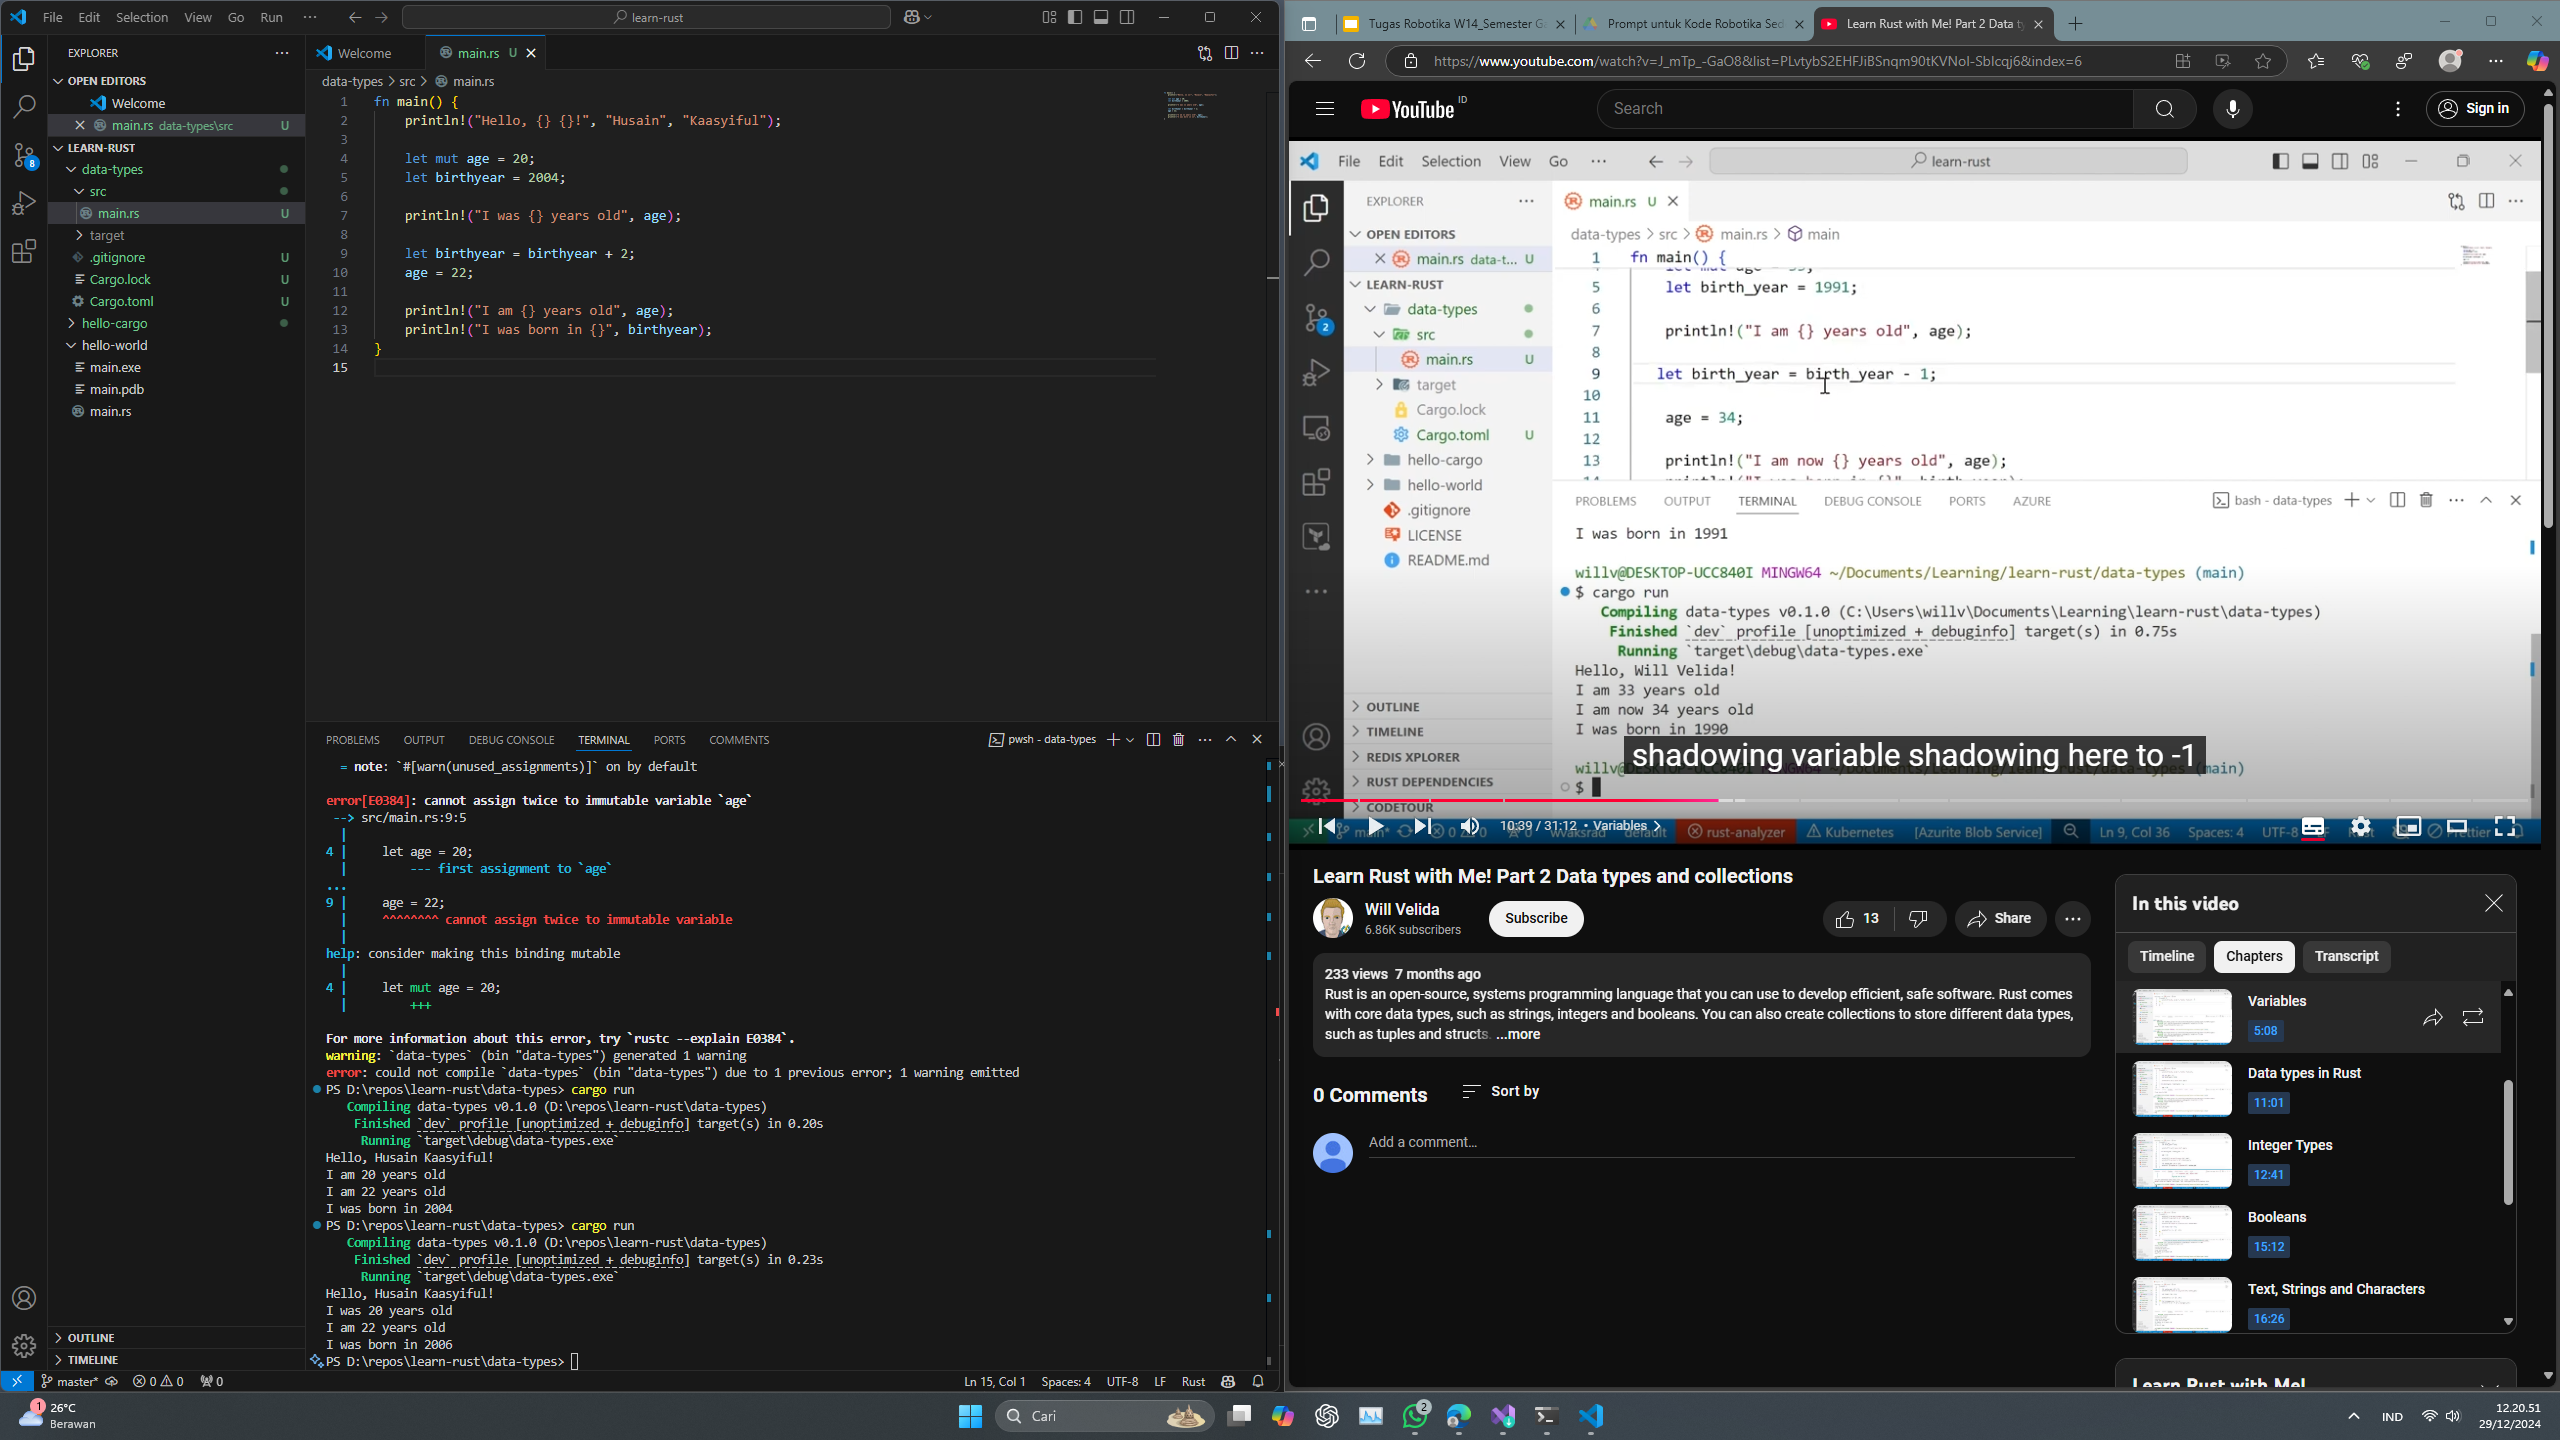 File Edit Selection View Go Run ··· learn-rust
EXPLORER
OPEN EDITORS
Welcome
main.rs data-types\src U
LEARN-RUST
data-types
src
main.rs U
target
.gitignore U
Cargo.lock U
Cargo.toml U
hello-cargo
hello-world
main.exe
main.pdb
main.rs
OUTLINE
TIMELINE
8
Welcome main.rs U
data-types > src > main.rs
1 fn main() {
2 println!("Hello, {} {}!", "Husain", "Kaasyiful");
3
4 let mut age = 20;
5 let birthyear = 2004;
6
7 println!("I was {} years old", age);
8
9 let birthyear = birthyear + 2;
10 age = 22;
11
12 println!("I am {} years old", age);
13 println!("I was born in {}", birthyear);
14 }
15
PROBLEMS OUTPUT DEBUG CONSOLE TERMINAL PORTS COMMENTS pwsh - data-types
= note: `#[warn(unused_assignments)]` on by default
error[E0384]: cannot assign twice to immutable variable `age`
--> src/main.rs:9:5
|
4 | let age = 20;
| --- first assignment to `age`
...
9 | age = 22;
| ^^^^^^^^ cannot assign twice to immutable variable
|
help: consider making this binding mutable
|
4 | let mut age = 20;
| +++
For more information about this error, try `rustc --explain E0384`.
warning: `data-types` (bin "data-types") generated 1 warning
error: could not compile `data-types` (bin "data-types") due to 1 previous error; 1 warning emitted
PS D:\repos\learn-rust\data-types> cargo run
Compiling data-types v0.1.0 (D:\repos\learn-rust\data-types)
Finished `dev` profile [unoptimized + debuginfo] target(s) in 0.20s
Running `target\debug\data-types.exe`
Hello, Husain Kaasyiful!
I am 20 years old
I am 22 years old
I was born in 2004
PS D:\repos\learn-rust\data-types> cargo run
Compiling data-types v0.1.0 (D:\repos\learn-rust\data-types)
Finished `dev` profile [unoptimized + debuginfo] target(s) in 0.23s
Running `target\debug\data-types.exe`
Hello, Husain Kaasyiful!
I was 20 years old
I am 22 years old
I was born in 2006
PS D:\repos\learn-rust\data-types>
master* 0 0 0 Ln 15, Col 1 Spaces: 4 UTF-8 LF Rust
Tugas Robotika W14_Semester Prompt untuk Kode Robotika Learn Rust with Me! Part 2 Data
https://www.youtube.com/watch?v=J_mTp_-GaO8&list=PLvtybS2EHFJiBSnqm90tKVNol-Sblcqj6&index=6
YouTube ID Search Sign in
File Edit Selection View Go ··· learn-rust
EXPLORER
OPEN EDITORS
main.rs data-t... U
LEARN-RUST
data-types
src
main.rs U
target
Cargo.lock
Cargo.toml U
hello-cargo
hello-world
.gitignore
LICENSE
README.md
OUTLINE
TIMELINE
REDIS XPLORER
RUST DEPENDENCIES
CODETOUR
2
main.rs U
data-types > src > main.rs > main
1 fn main() {
5 let birth_year = 1991;
6
7 println!("I am {} years old", age);
8
9 let birth_year = birth_year - 1;
10
11 age = 34;
12
13 println!("I am now {} years old", age);
PROBLEMS OUTPUT TERMINAL DEBUG CONSOLE PORTS AZURE bash - data-types
I was born in 1991
willv@DESKTOP-UCC840I MINGW64 ~/Documents/Learning/learn-rust/data-types (main)
$ cargo run
Compiling data-types v0.1.0 (C:\Users\willv\Documents\Learning\learn-rust\data-types)
Finished `dev` profile [unoptimized + debuginfo] target(s) in 0.75s
Running `target\debug\data-types.exe`
Hello, Will Velida!
I am 33 years old
I am now 34 years old
I was born in 1990
shadowing variable shadowing here to -1
$
10:39 / 31:12 • Variables
rust-analyzer Kubernetes [Azurite Blob Service] Ln 9, Col 36 Spaces: 4 UTF-8
Learn Rust with Me! Part 2 Data types and collections
Will Velida
6.86K subscribers
Subscribe
13
Share
233 views 7 months ago
Rust is an open-source, systems programming language that you can use to develop efficient, safe software. Rust comes
with core data types, such as strings, integers and booleans. You can also create collections to store different data types,
such as tuples and structs. ...more
0 Comments Sort by
Add a comment...
In this video
Timeline Chapters Transcript
Variables
5:08
Data types in Rust
11:01
Integer Types
12:41
Booleans
15:12
Text, Strings and Characters
16:26
Learn Rust with Me!
1 26°C
Berawan
Cari
2
IND
12.20.51
29/12/2024